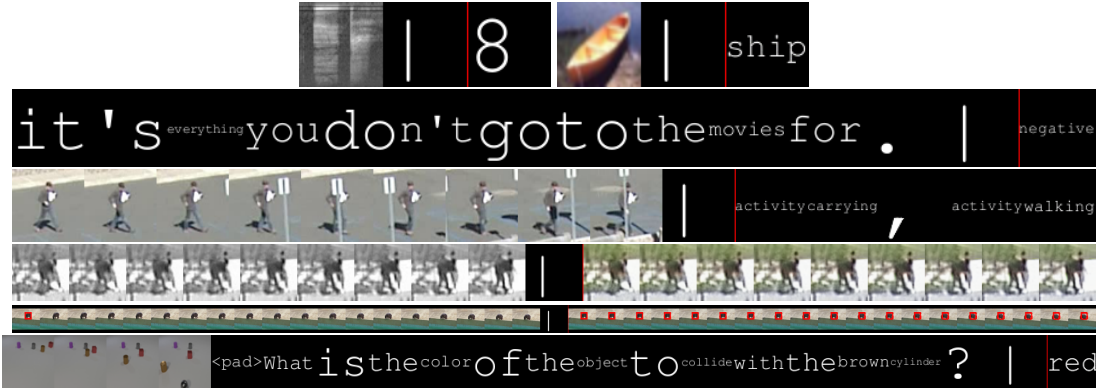 | 8 | ship
it's everything you don't go to the movies for . | negative
| activity carrying , activity walking
|
|
<pad> What is the color of the object to collide with the brown cylinder ? | red